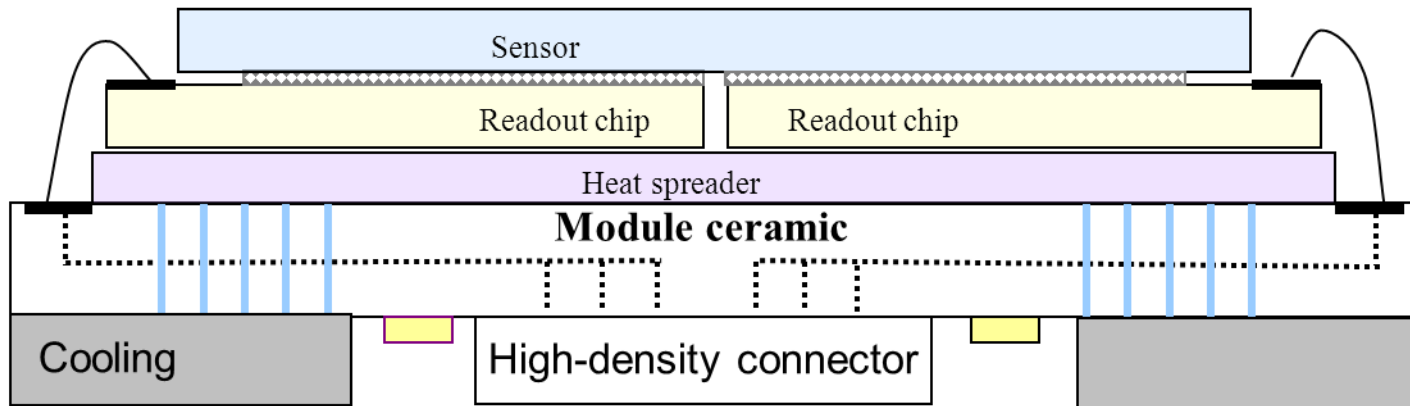 Sensor
Readout chip Readout chip
Heat spreader
Module ceramic
Cooling High-density connector